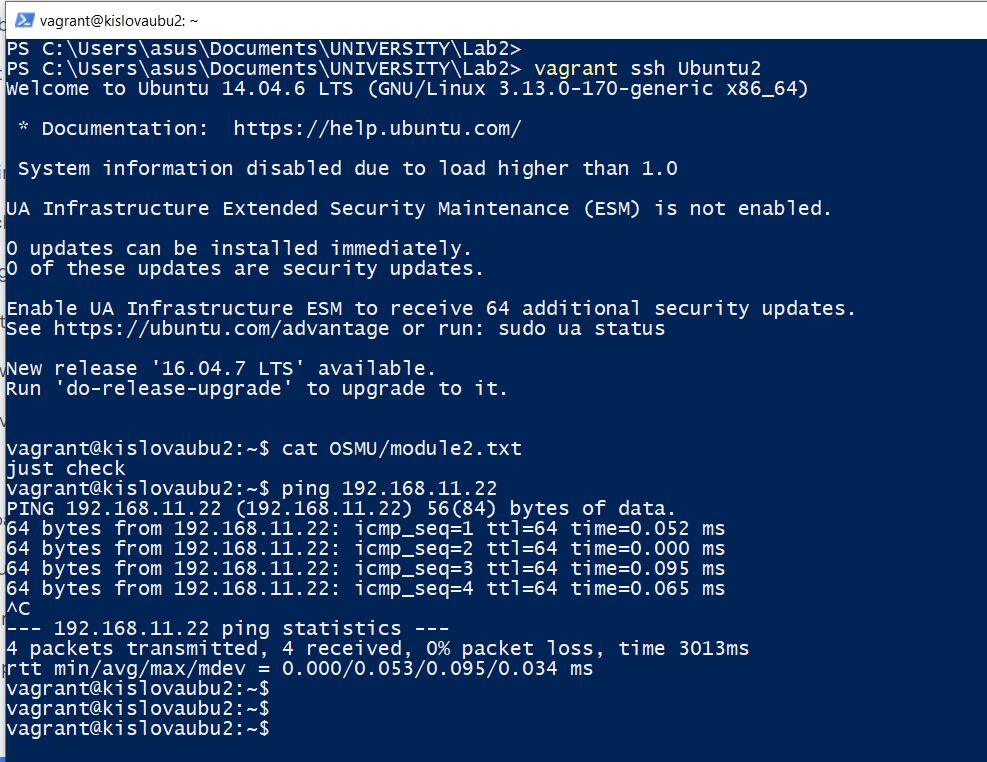 vagrant@kislovaubu2: ~
PS C:\Users\asus\Documents\UNIVERSITY\Lab2>
PS C:\Users\asus\Documents\UNIVERSITY\Lab2> vagrant ssh Ubuntu2
Welcome to Ubuntu 14.04.6 LTS (GNU/Linux 3.13.0-170-generic x86_64)
* Documentation:  https://help.ubuntu.com/
System information disabled due to load higher than 1.0
UA Infrastructure Extended Security Maintenance (ESM) is not enabled.
0 updates can be installed immediately.
0 of these updates are security updates.
Enable UA Infrastructure ESM to receive 64 additional security updates.
See https://ubuntu.com/advantage or run: sudo ua status
New release '16.04.7 LTS' available.
Run 'do-release-upgrade' to upgrade to it.
vagrant@kislovaubu2:~$ cat OSMU/module2.txt
just check
vagrant@kislovaubu2:~$ ping 192.168.11.22
PING 192.168.11.22 (192.168.11.22) 56(84) bytes of data.
64 bytes from 192.168.11.22: icmp_seq=1 ttl=64 time=0.052 ms
64 bytes from 192.168.11.22: icmp_seq=2 ttl=64 time=0.000 ms
64 bytes from 192.168.11.22: icmp_seq=3 ttl=64 time=0.095 ms
64 bytes from 192.168.11.22: icmp_seq=4 ttl=64 time=0.065 ms
^C
--- 192.168.11.22 ping statistics ---
4 packets transmitted, 4 received, 0% packet loss, time 3013ms
rtt min/avg/max/mdev = 0.000/0.053/0.095/0.034 ms
vagrant@kislovaubu2:~$
vagrant@kislovaubu2:~$
vagrant@kislovaubu2:~$